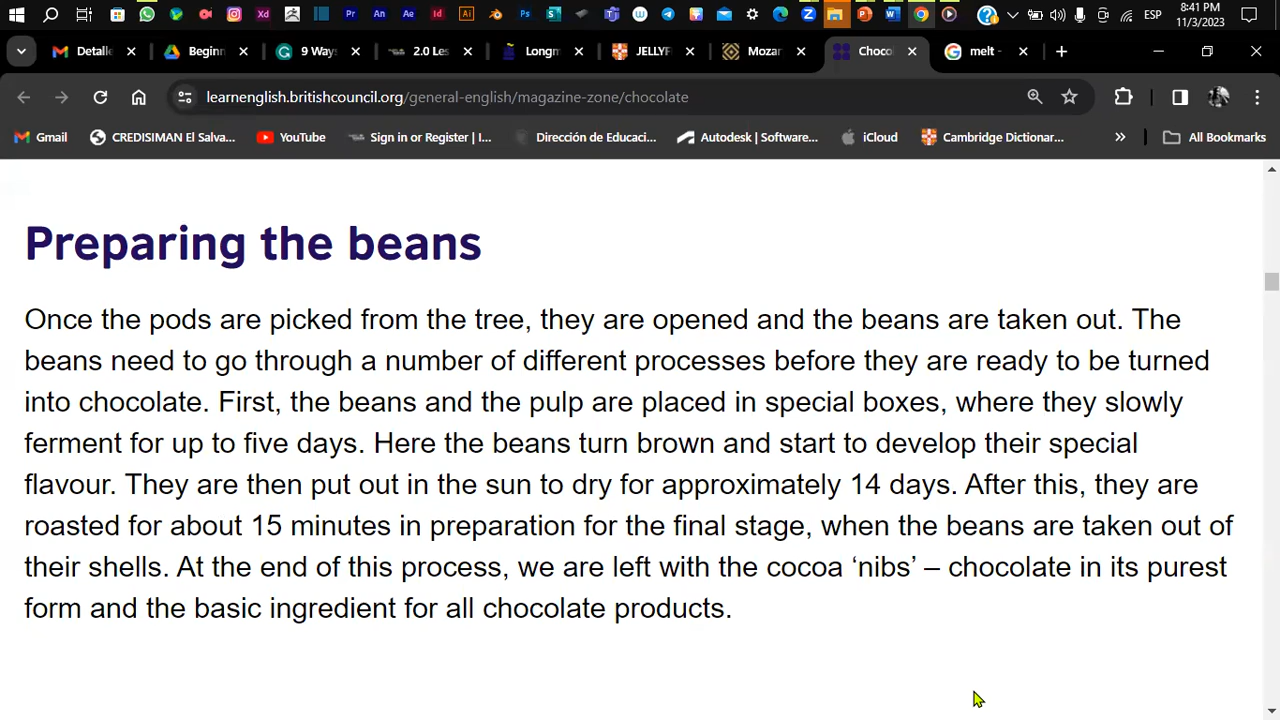 8:41 PM
ESP
11/3/2023
Detalle
Beginn
9 Ways
2.0 Les
Longm
JELLYF
Mozar
Choco
melt -
learnenglish.britishcouncil.org/general-english/magazine-zone/chocolate
Gmail
CREDISIMAN El Salva...
YouTube
Sign in or Register | I...
Dirección de Educaci...
Autodesk | Software...
iCloud
Cambridge Dictionar...
All Bookmarks
Preparing the beans
Once the pods are picked from the tree, they are opened and the beans are taken out. The
beans need to go through a number of different processes before they are ready to be turned
into chocolate. First, the beans and the pulp are placed in special boxes, where they slowly
ferment for up to five days. Here the beans turn brown and start to develop their special
flavour. They are then put out in the sun to dry for approximately 14 days. After this, they are
roasted for about 15 minutes in preparation for the final stage, when the beans are taken out of
their shells. At the end of this process, we are left with the cocoa ‘nibs’ – chocolate in its purest
form and the basic ingredient for all chocolate products.